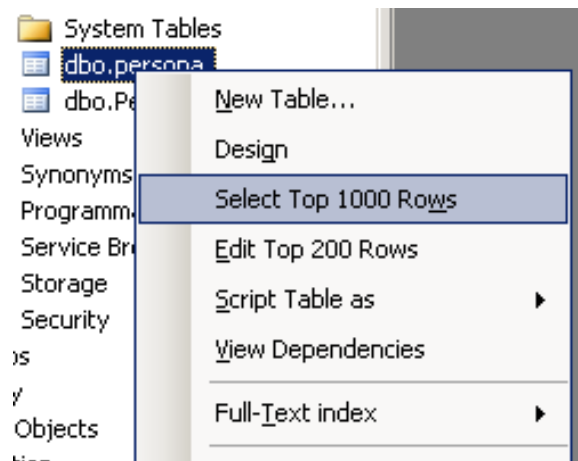 System Tables
dbo.persona
dbo.Pe
Views
Synonyms
Programm
Service Br
Storage
Security
Objects
New Table...
Design
Select Top 1000 Rows
Edit Top 200 Rows
Script Table as
View Dependencies
Full-Text index